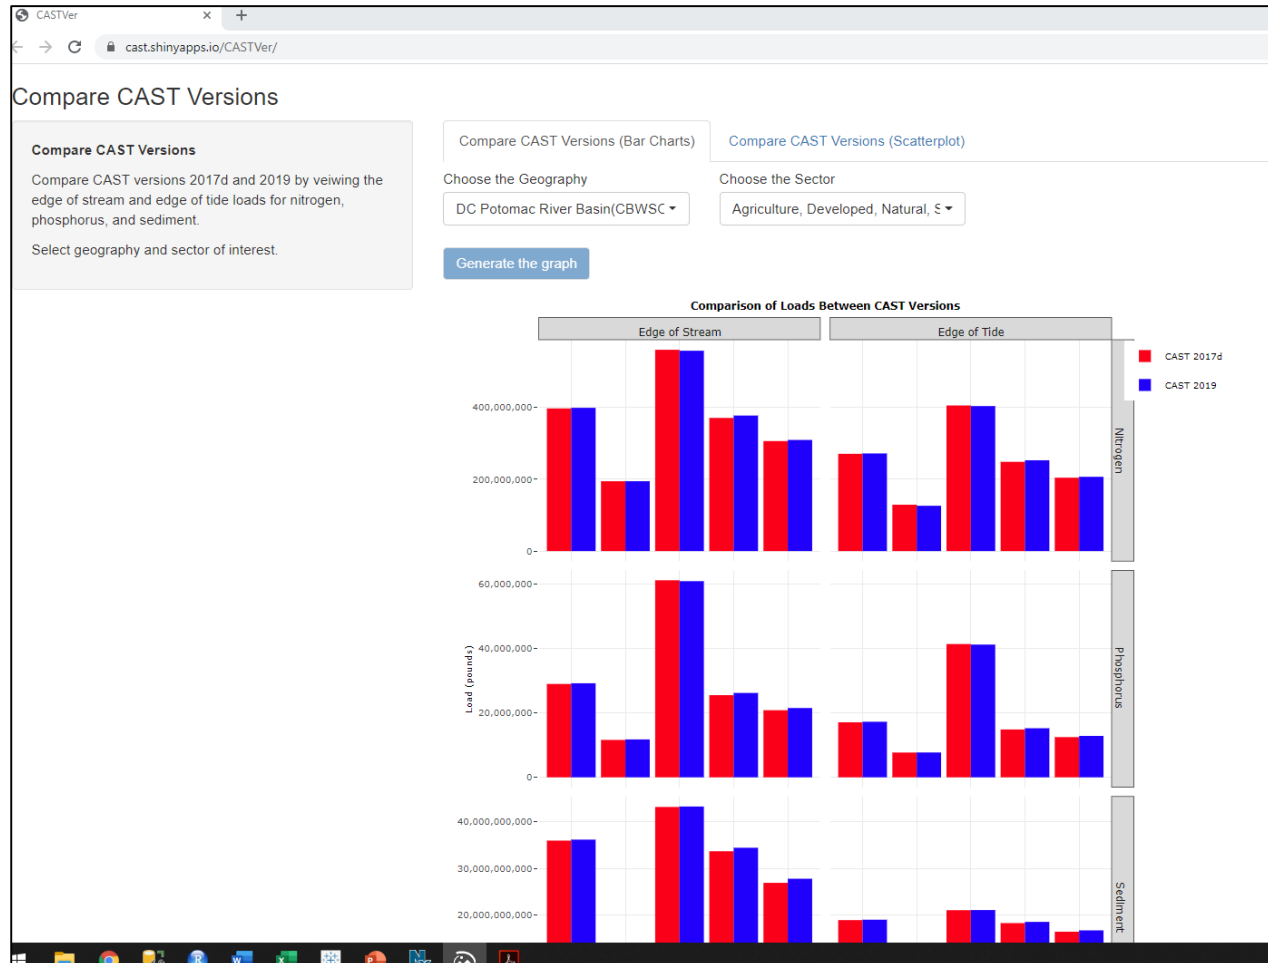 CASTVer
cast.shinyapps.io/CASTVer/
Compare CAST Versions
Compare CAST Versions
Compare CAST versions 2017d and 2019 by veiwing the
edge of stream and edge of tide loads for nitrogen,
phosphorus, and sediment.
Select geography and sector of interest.
Compare CAST Versions (Bar Charts)
Compare CAST Versions (Scatterplot)
Choose the Geography
Choose the Sector
DC Potomac River Basin(CBWSC
Agriculture, Developed, Natural, S
Generate the graph
Comparison of Loads Between CAST Versions
Edge of Stream
Edge of Tide
CAST 2017d
CAST 2019
400,000,000
200,000,000
0
Nitrogen
60,000,000
40,000,000
20,000,000
0
Phosphorus
Load (pounds)
40,000,000,000
30,000,000,000
20,000,000,000
Sediment